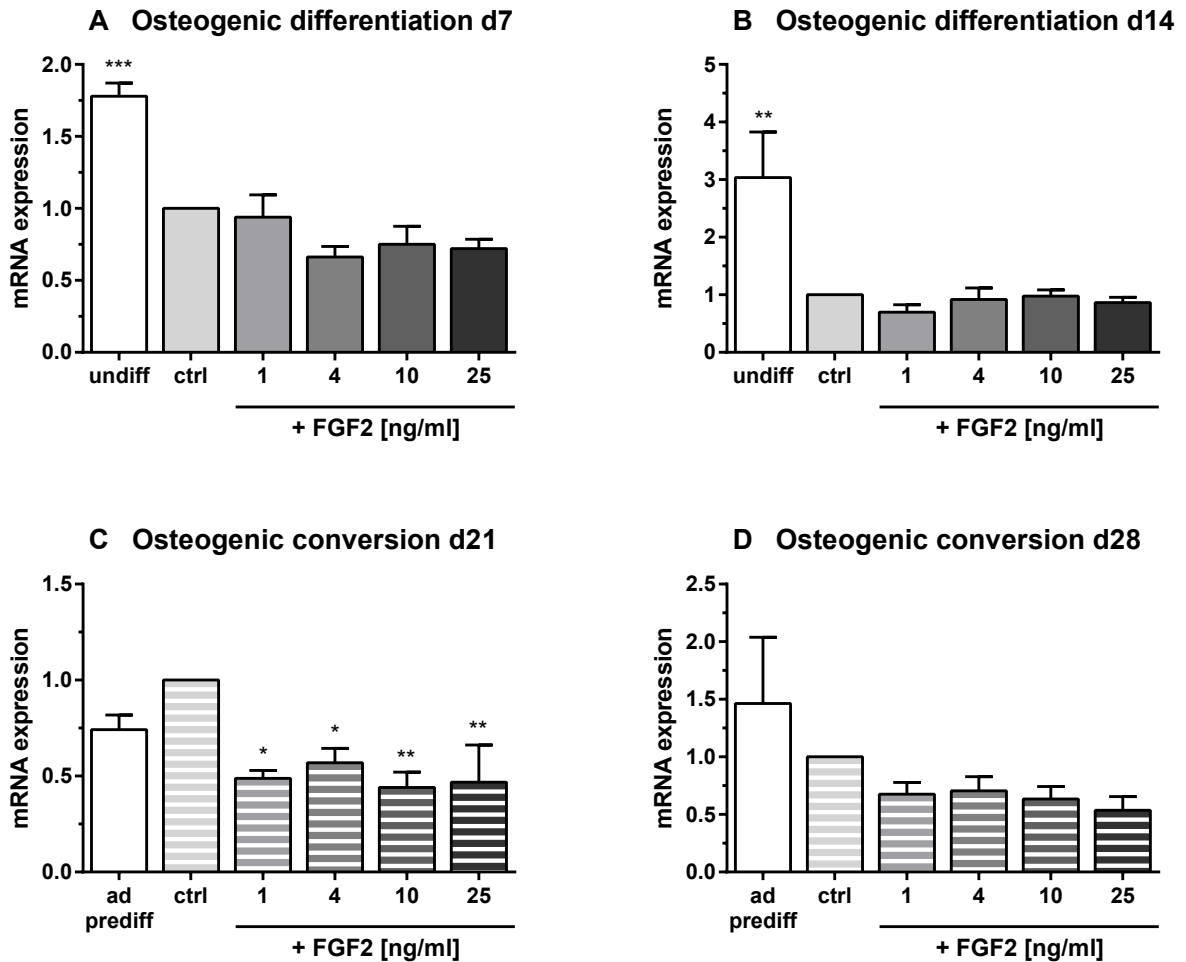 A Osteogenic differentiation d7
mRNA expression
2.0
1.5
1.0
0.5
0.0
***
undiff ctrl 1 4 10 25
+ FGF2 [ng/ml]
B Osteogenic differentiation d14
mRNA expression
5
4
3
2
1
0
**
undiff ctrl 1 4 10 25
+ FGF2 [ng/ml]
C Osteogenic conversion d21
mRNA expression
1.5
1.0
0.5
0.0
* * ** **
ad prediff ctrl 1 4 10 25
+ FGF2 [ng/ml]
D Osteogenic conversion d28
mRNA expression
2.5
2.0
1.5
1.0
0.5
0.0
ad prediff ctrl 1 4 10 25
+ FGF2 [ng/ml]